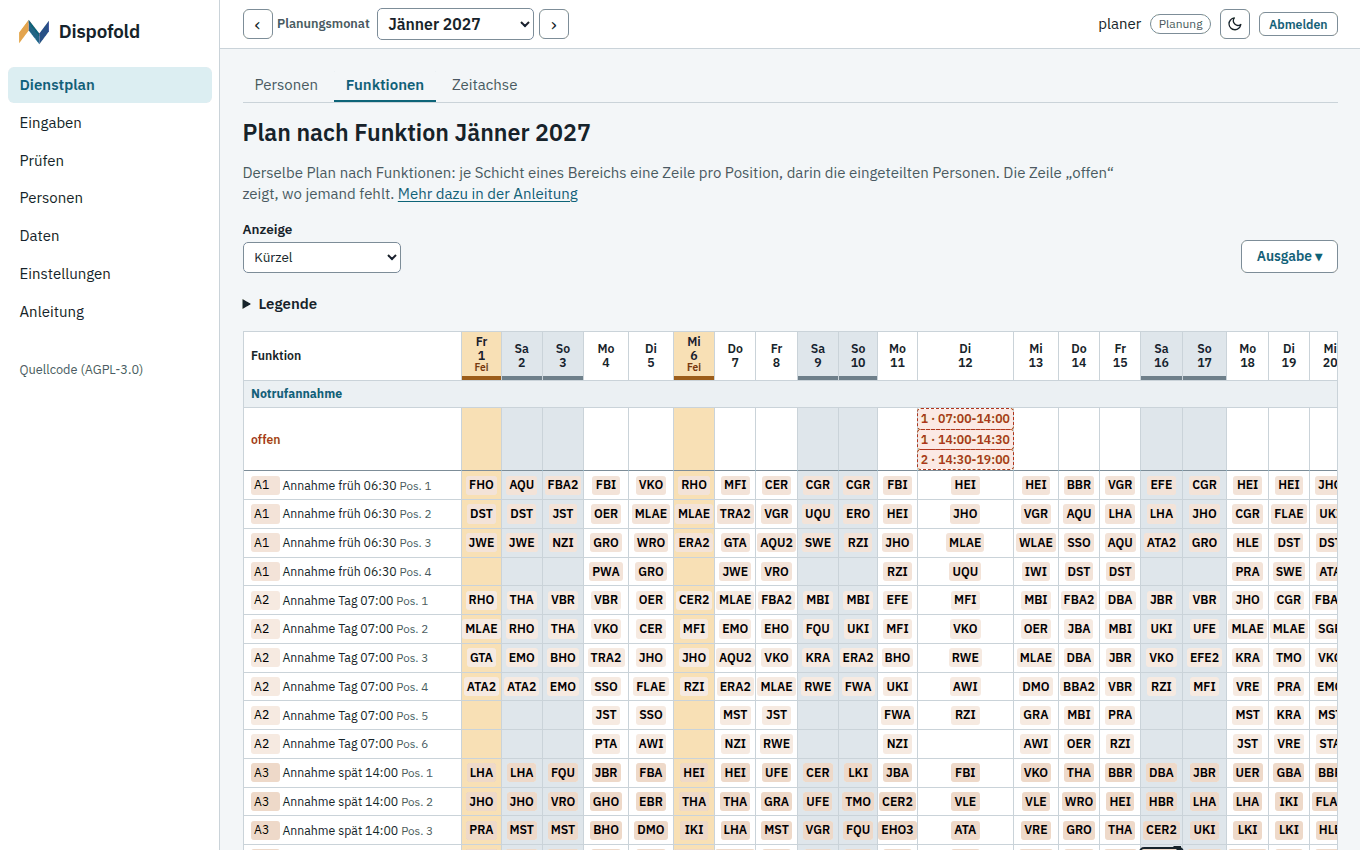 Dispofold
Dienstplan
Eingaben
Prüfen
Personen
Daten
Einstellungen
Anleitung
Quellcode (AGPL-3.0)
‹ Planungsmonat Jänner 2027 ›
planer Planung Abmelden
Personen Funktionen Zeitachse
Plan nach Funktion Jänner 2027
Derselbe Plan nach Funktionen: je Schicht eines Bereichs eine Zeile pro Position, darin die eingeteilten Personen. Die Zeile „offen“
zeigt, wo jemand fehlt. Mehr dazu in der Anleitung
Anzeige
Kürzel
Ausgabe ▾
▶ Legende
Funktion Fr 1 Fei Sa 2 So 3 Mo 4 Di 5 Mi 6 Fei Do 7 Fr 8 Sa 9 So 10 Mo 11 Di 12 Mi 13 Do 14 Fr 15 Sa 16 So 17 Mo 18 Di 19 Mi 20
Notrufannahme
offen
1 · 07:00-14:00
1 · 14:00-14:30
2 · 14:30-19:00
A1 Annahme früh 06:30 Pos. 1 FHO AQU FBA2 FBI VKO RHO MFI CER CGR CGR FBI HEI HEI BBR VGR EFE CGR HEI HEI
A1 Annahme früh 06:30 Pos. 2 DST DST JST OER MLAE MLAE TRA2 VGR UQU ERO HEI JHO VGR AQU LHA LHA JHO CGR FLAE
A1 Annahme früh 06:30 Pos. 3 JWE JWE NZI GRO WRO ERA2 GTA AQU2 SWE RZI JHO MLAE WLAE SSO AQU ATA2 GRO HLE DST
A1 Annahme früh 06:30 Pos. 4 PWA GRO JWE VRO RZI UQU IWI DST DST PRA SWE
A2 Annahme Tag 07:00 Pos. 1 RHO THA VBR VBR OER CER2 MLAE FBA2 MBI MBI EFE MFI MBI FBA2 DBA JBR VBR JHO CGR
A2 Annahme Tag 07:00 Pos. 2 MLAE RHO THA VKO CER MFI EMO EHO FQU UKI MFI VKO OER JBA MBI UKI UFE MLAE MLAE
A2 Annahme Tag 07:00 Pos. 3 GTA EMO BHO TRA2 JHO JHO AQU2 VKO KRA ERA2 BHO RWE MLAE DBA JBR VKO EFE2 KRA TMO
A2 Annahme Tag 07:00 Pos. 4 ATA2 ATA2 EMO SSO FLAE RZI ERA2 MLAE RWE FWA UKI AWI DMO BBA2 VBR RZI MFI VRE PRA
A2 Annahme Tag 07:00 Pos. 5 JST SSO MST JST FWA RZI GRA MBI PRA MST KRA
A2 Annahme Tag 07:00 Pos. 6 PTA AWI NZI RWE NZI AWI OER RZI JST VRE
A3 Annahme spät 14:00 Pos. 1 LHA LHA FQU JBR FBA HEI HEI UFE CER LKI JBA FBI VKO THA BBR DBA JBR UER GBA
A3 Annahme spät 14:00 Pos. 2 JHO JHO VRO GHO EBR THA THA GRA UFE TMO CER2 VLE VLE WRO HEI HBR LHA LHA IKI
A3 Annahme spät 14:00 Pos. 3 PRA MST MST BHO DMO IKI LHA MST VGR FQU EHO3 ATA VRE GRO THA CER2 UKI LKI LKI